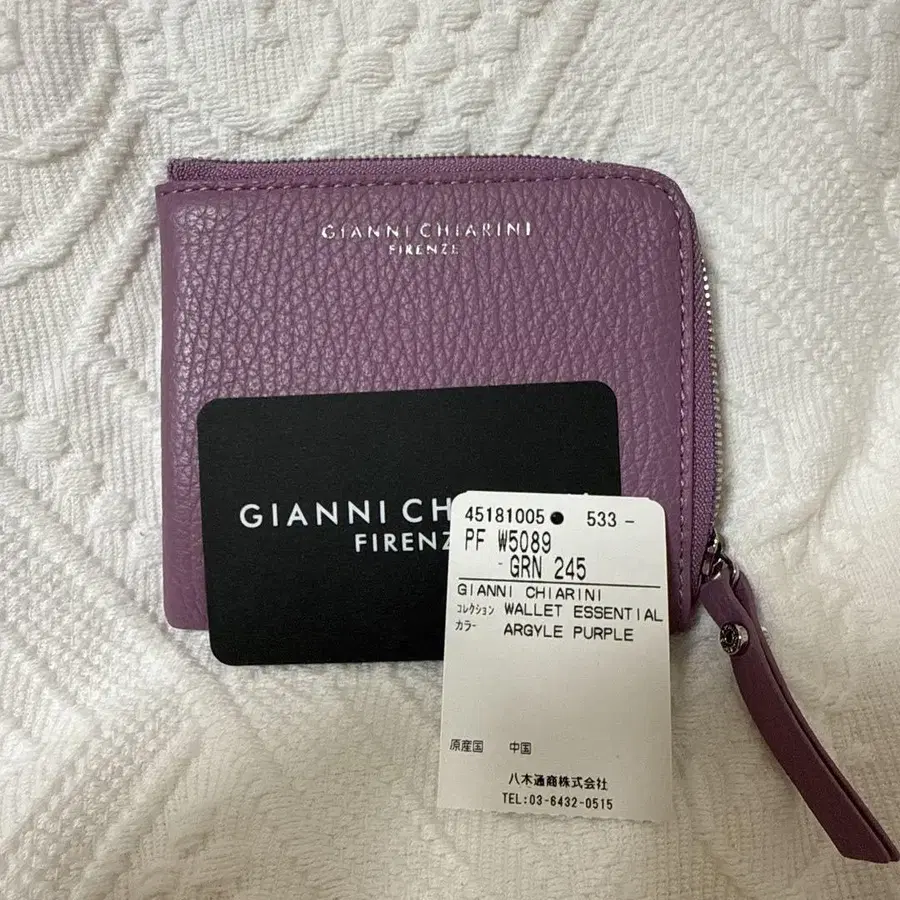 GIANNI CHIARINI
FIRENZE
GIANNI CH
FIRENZ
45181005 533 -
PF W5089
-GRN 245
GIANNI CHIARINI
コレクション WALLET ESSENTIAL
カラー ARGYLE PURPLE
原産国 中国
八木通商株式会社
TEL:03-6432-0515